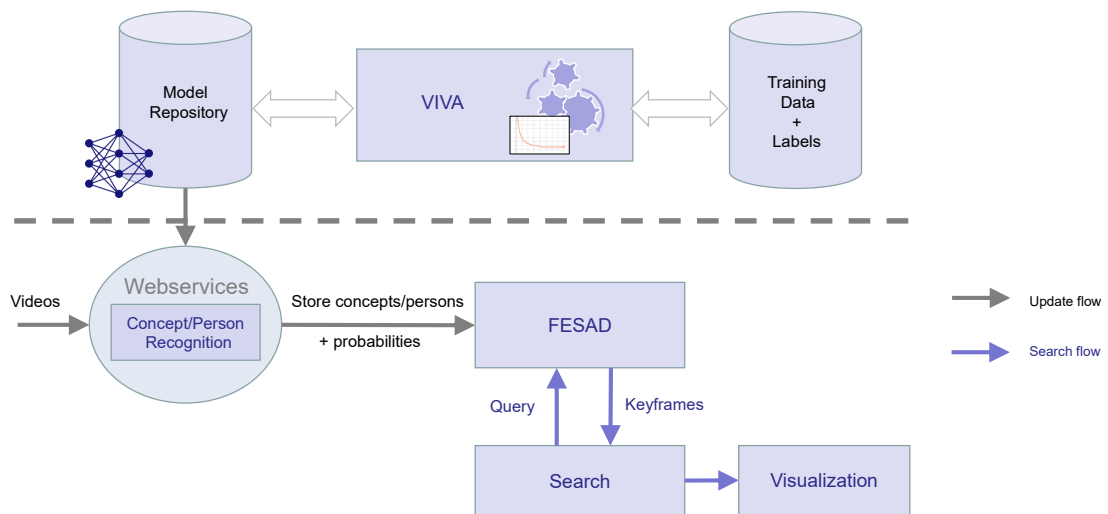 Model
Repository
VIVA
Training
Data
+
Labels
Webservices
Concept/Person
Recognition
Videos
Store concepts/persons
+ probabilities
FESAD
Update flow
Search flow
Query
Keyframes
Search
Visualization